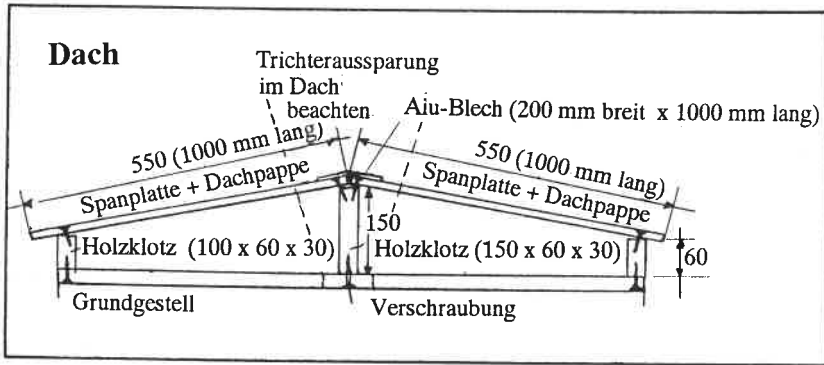 Dach
Trichteraussparung
im Dach
beachten
Aiu-Blech (200 mm breit x 1000 mm lang)
550 (1000 mm lang)
Spanplatte + Dachpappe
550 (1000 mm lang)
Spanplatte + Dachpappe
150
Holzklotz (100 x 60 x 30)
Holzklotz (150 x 60 x 30)
60
Grundgestell
Verschraubung